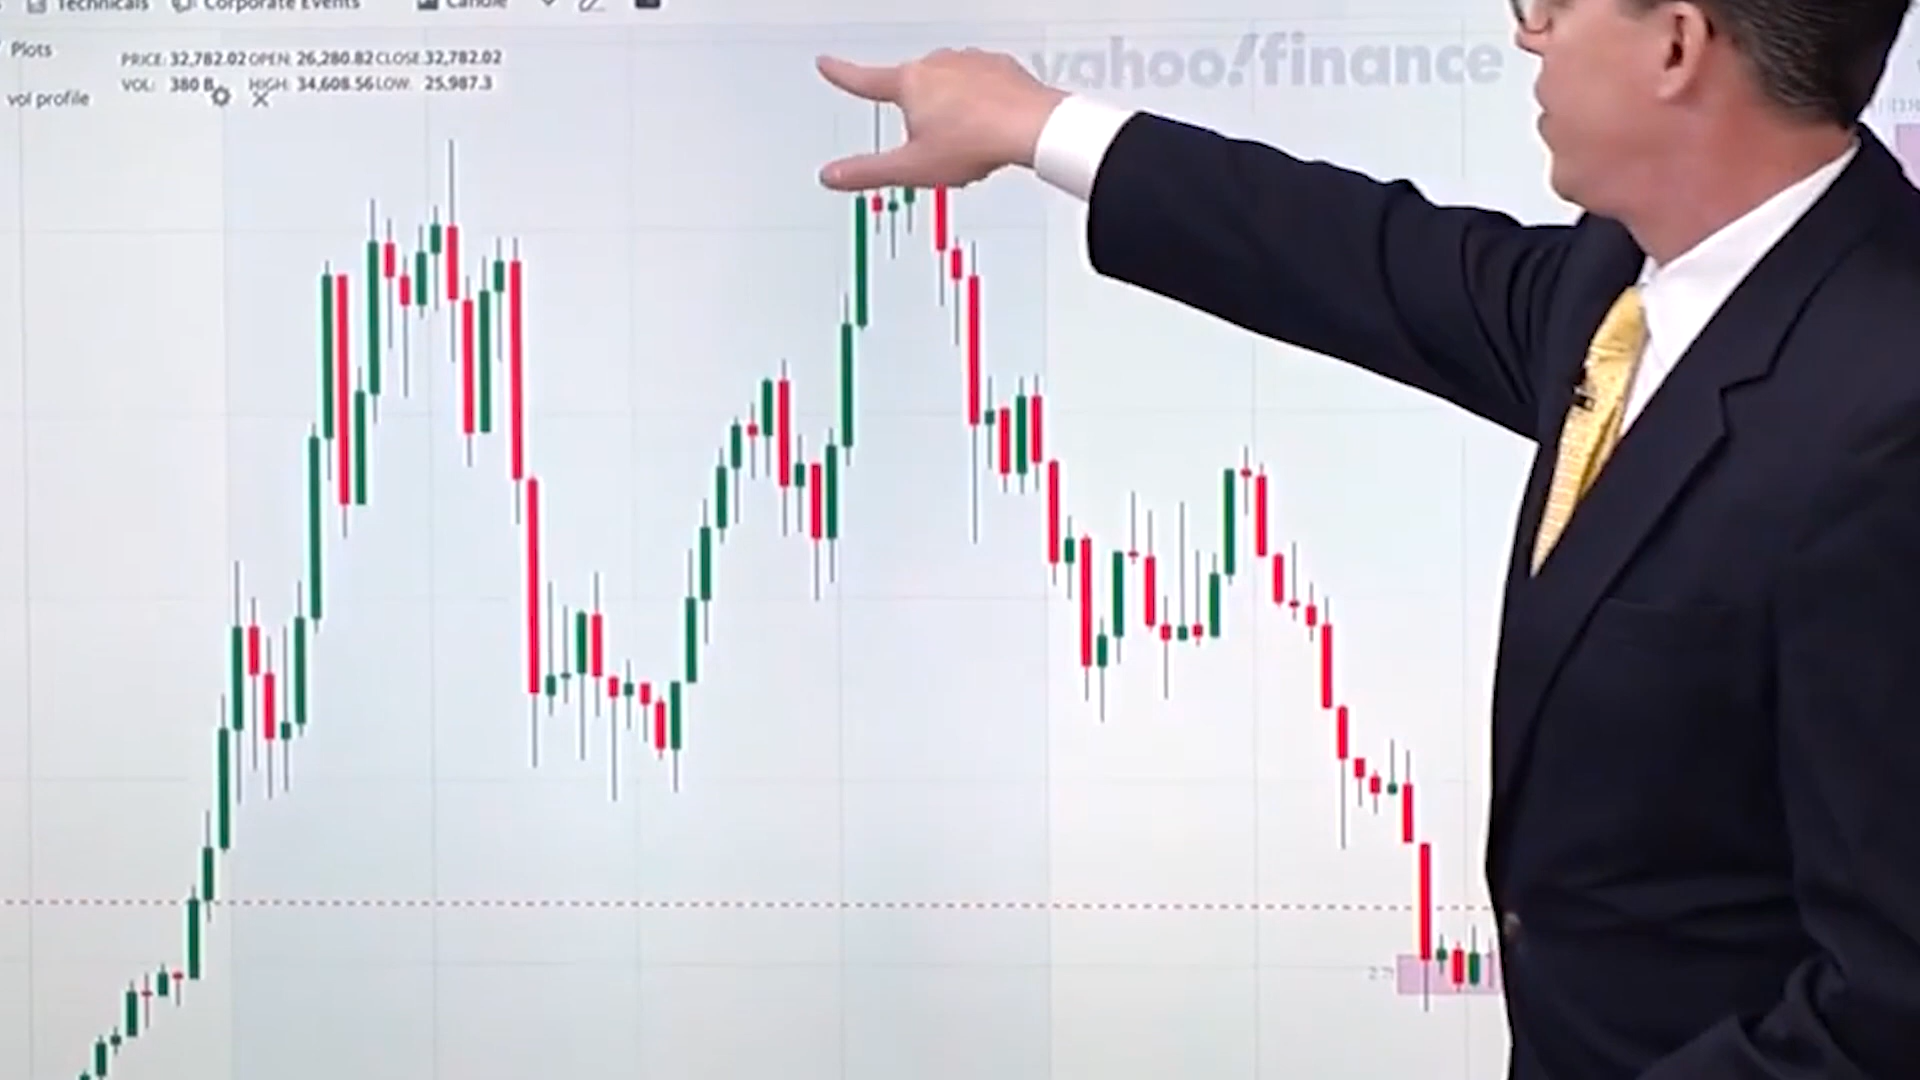 Technicals Corporate Events Candle
Plots
PRICE: 32,782.02 OPEN: 26,280.82 CLOSE: 32,782.02
VOL: 380 B HIGH: 34,608.56 LOW: 25,987.3
vol profile
yahoo!finance